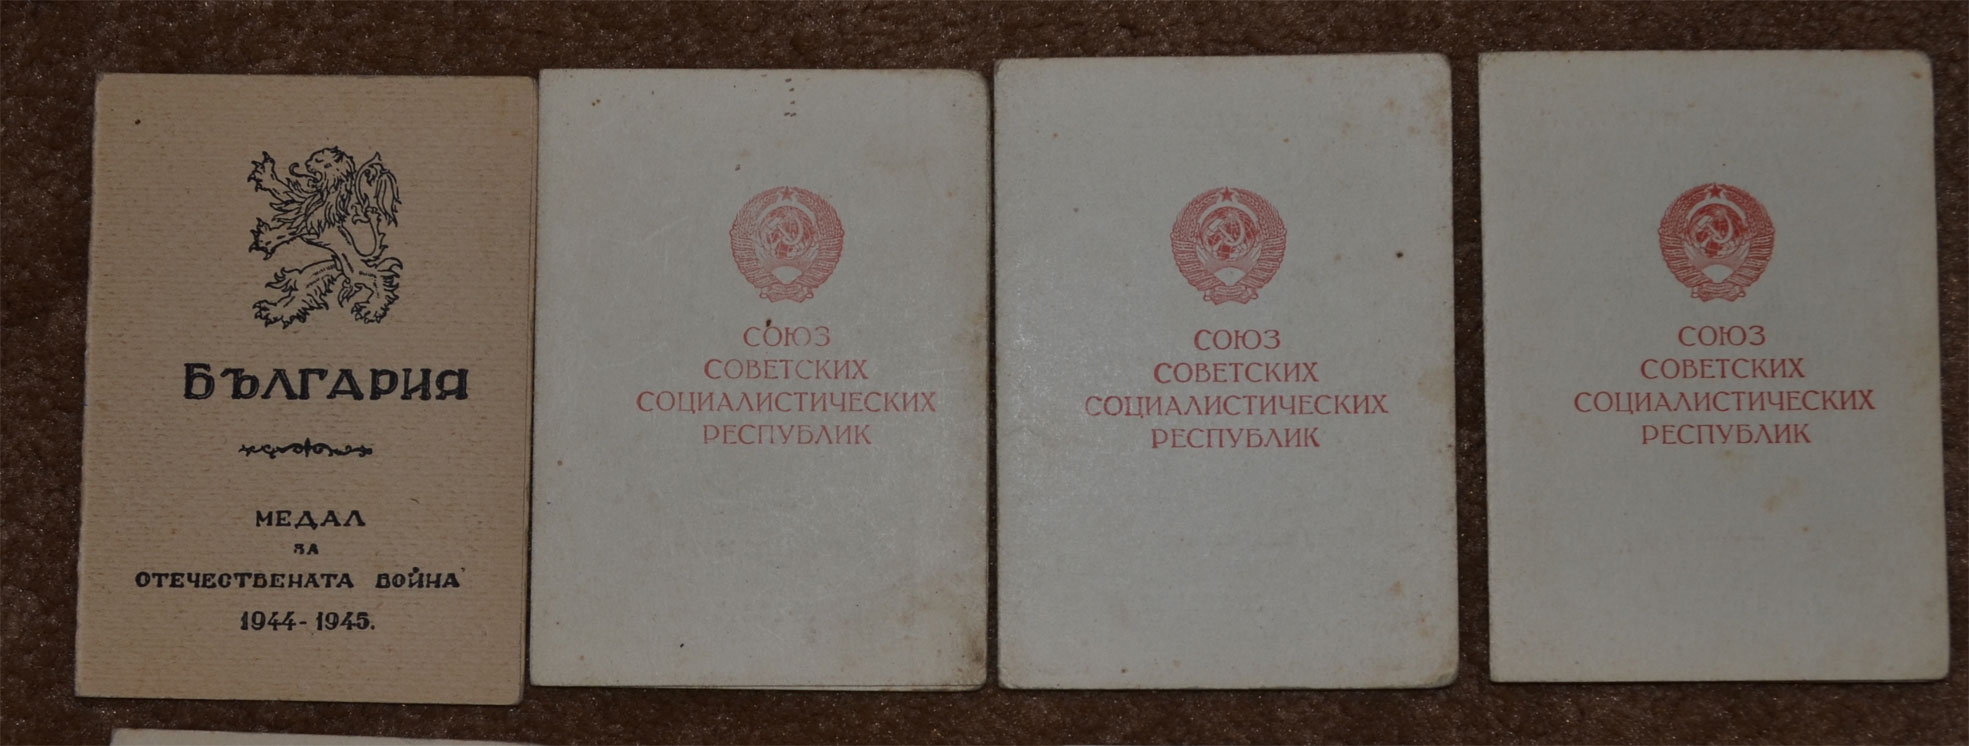 БЪЛГАРИЯ
МЕДАЛ
ЗА
ОТЕЧЕСТВЕНАТА ВОЙНА
1944-1945.
СОЮЗ
СОВЕТСКИХ
СОЦИАЛИСТИЧЕСКИХ
РЕСПУБЛИК
СОЮЗ
СОВЕТСКИХ
СОЦИАЛИСТИЧЕСКИХ
РЕСПУБЛИК
СОЮЗ
СОВЕТСКИХ
СОЦИАЛИСТИЧЕСКИХ
РЕСПУБЛИК